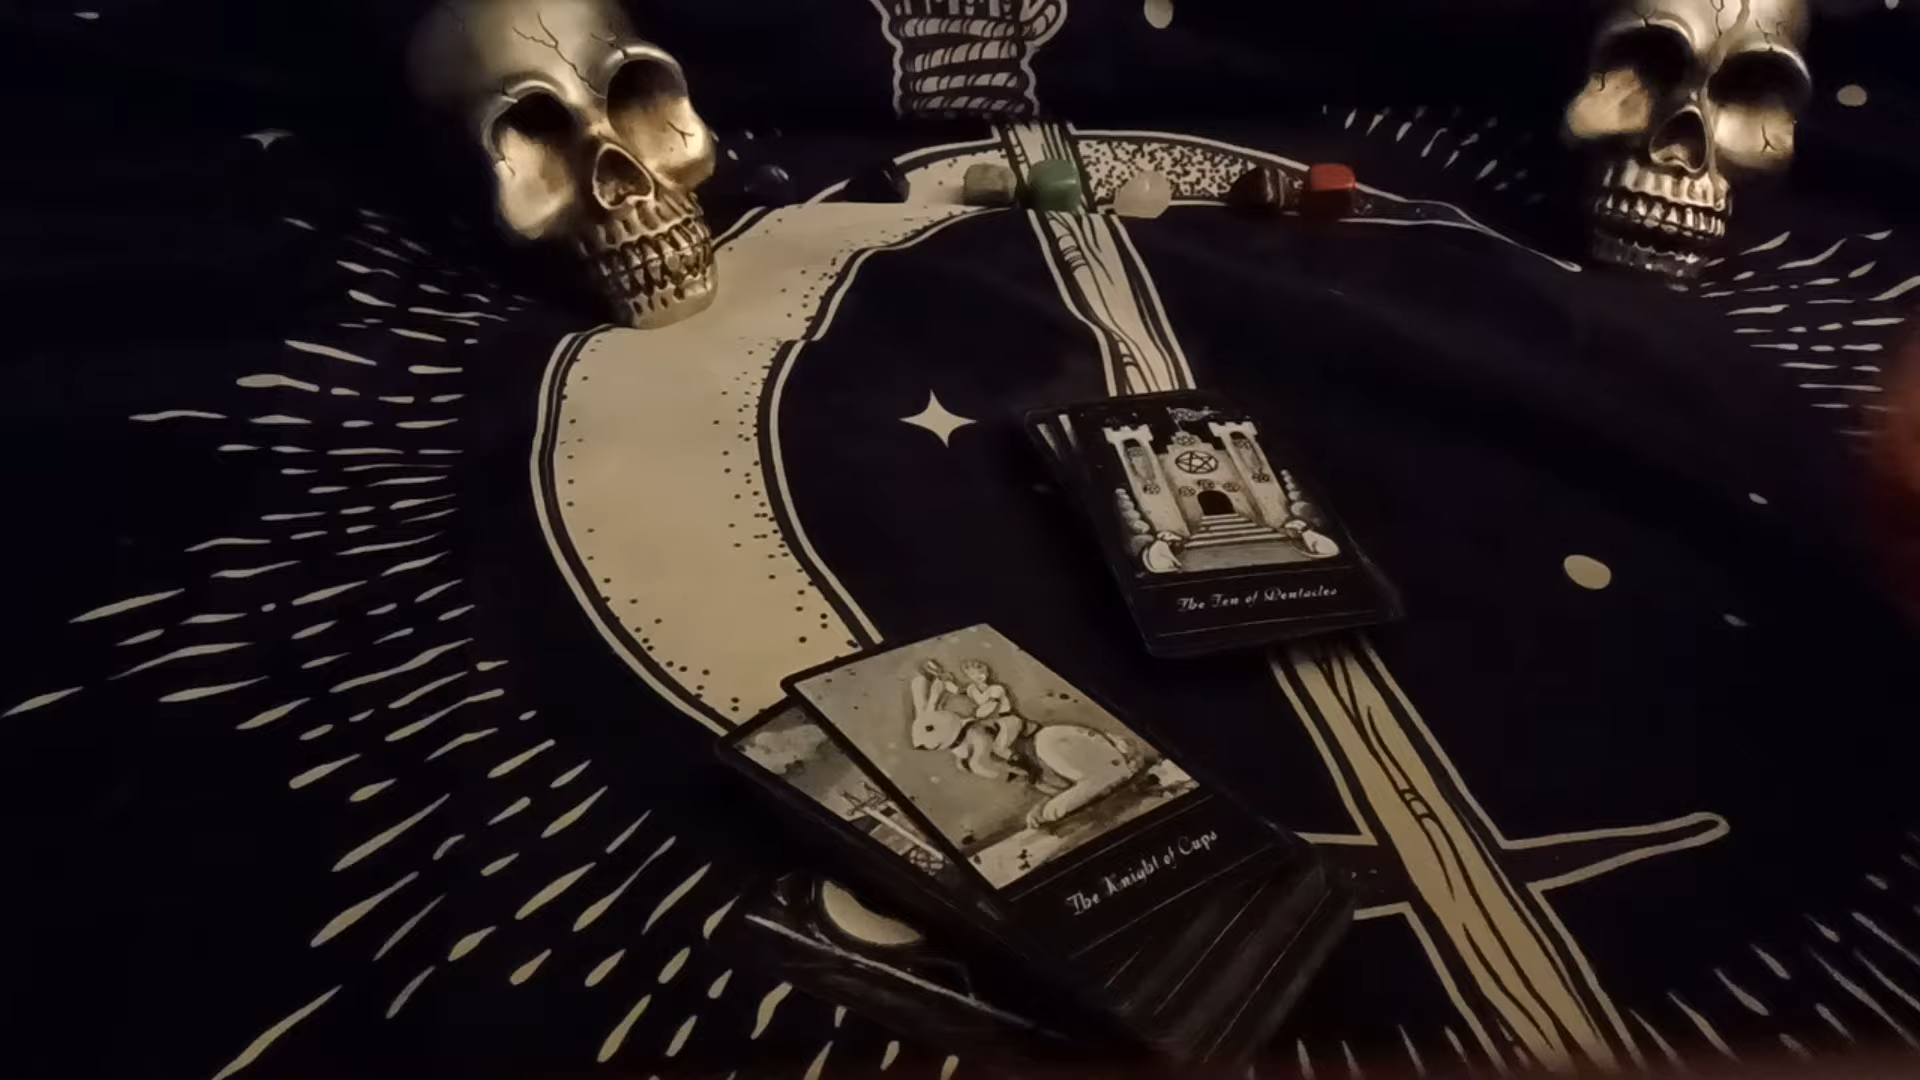 The Ten of Pentacles
The Knight of Cups